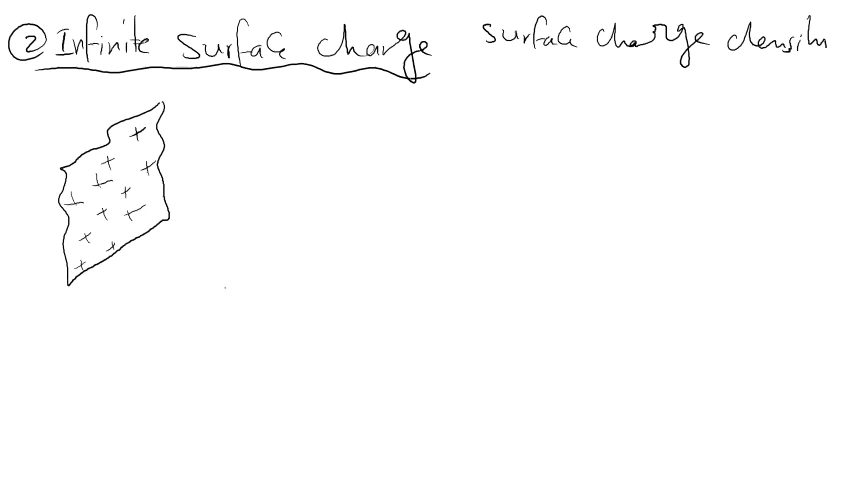 ② Infinite Surface charge surface charge density
+ + + + + + + + + + + +